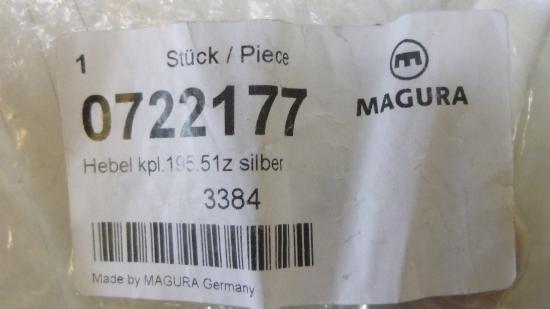 1 Stück / Piece
0722177
MAGURA
Hebel kpl.195.51z silber
3384
Made by MAGURA Germany